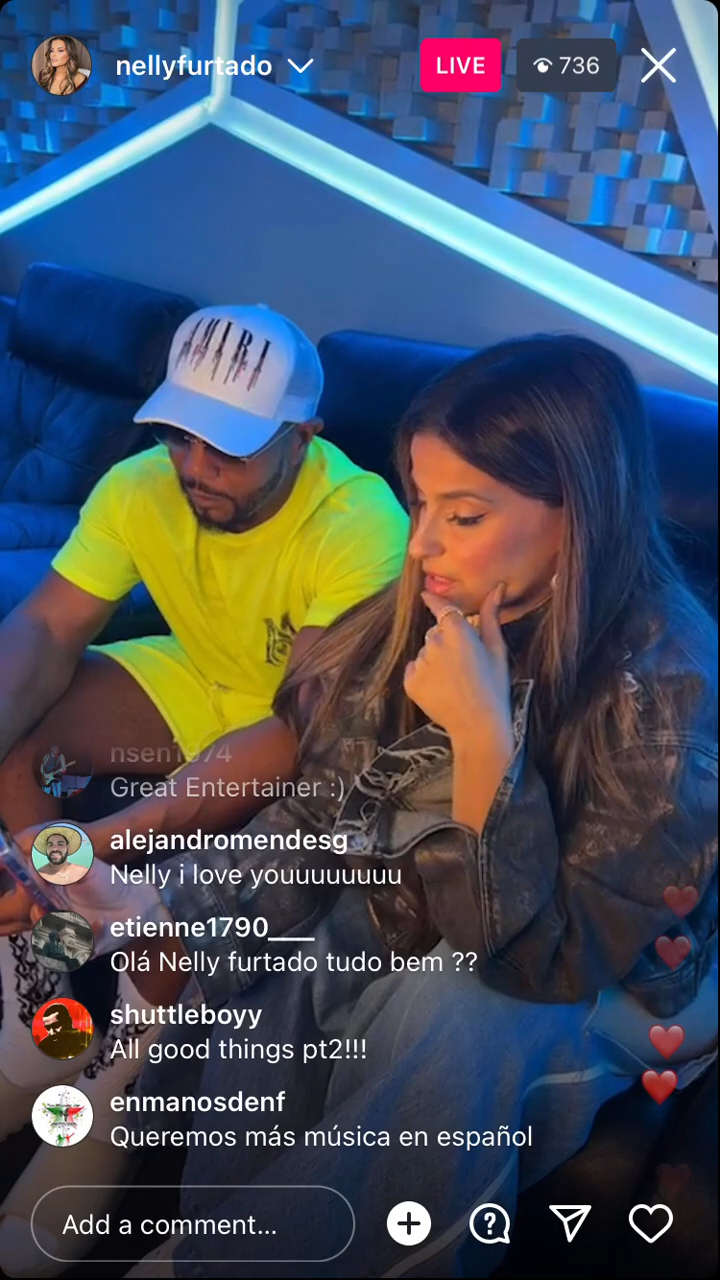 nellyfurtado
LIVE
736
AMIRI
nsen1974
Great Entertainer :)
alejandromendesg
Nelly i love youuuuuuuu
etienne1790___
Olá Nelly furtado tudo bem ??
shuttleboyy
All good things pt2!!!
enmanosdenf
Queremos más música en español
Add a comment...